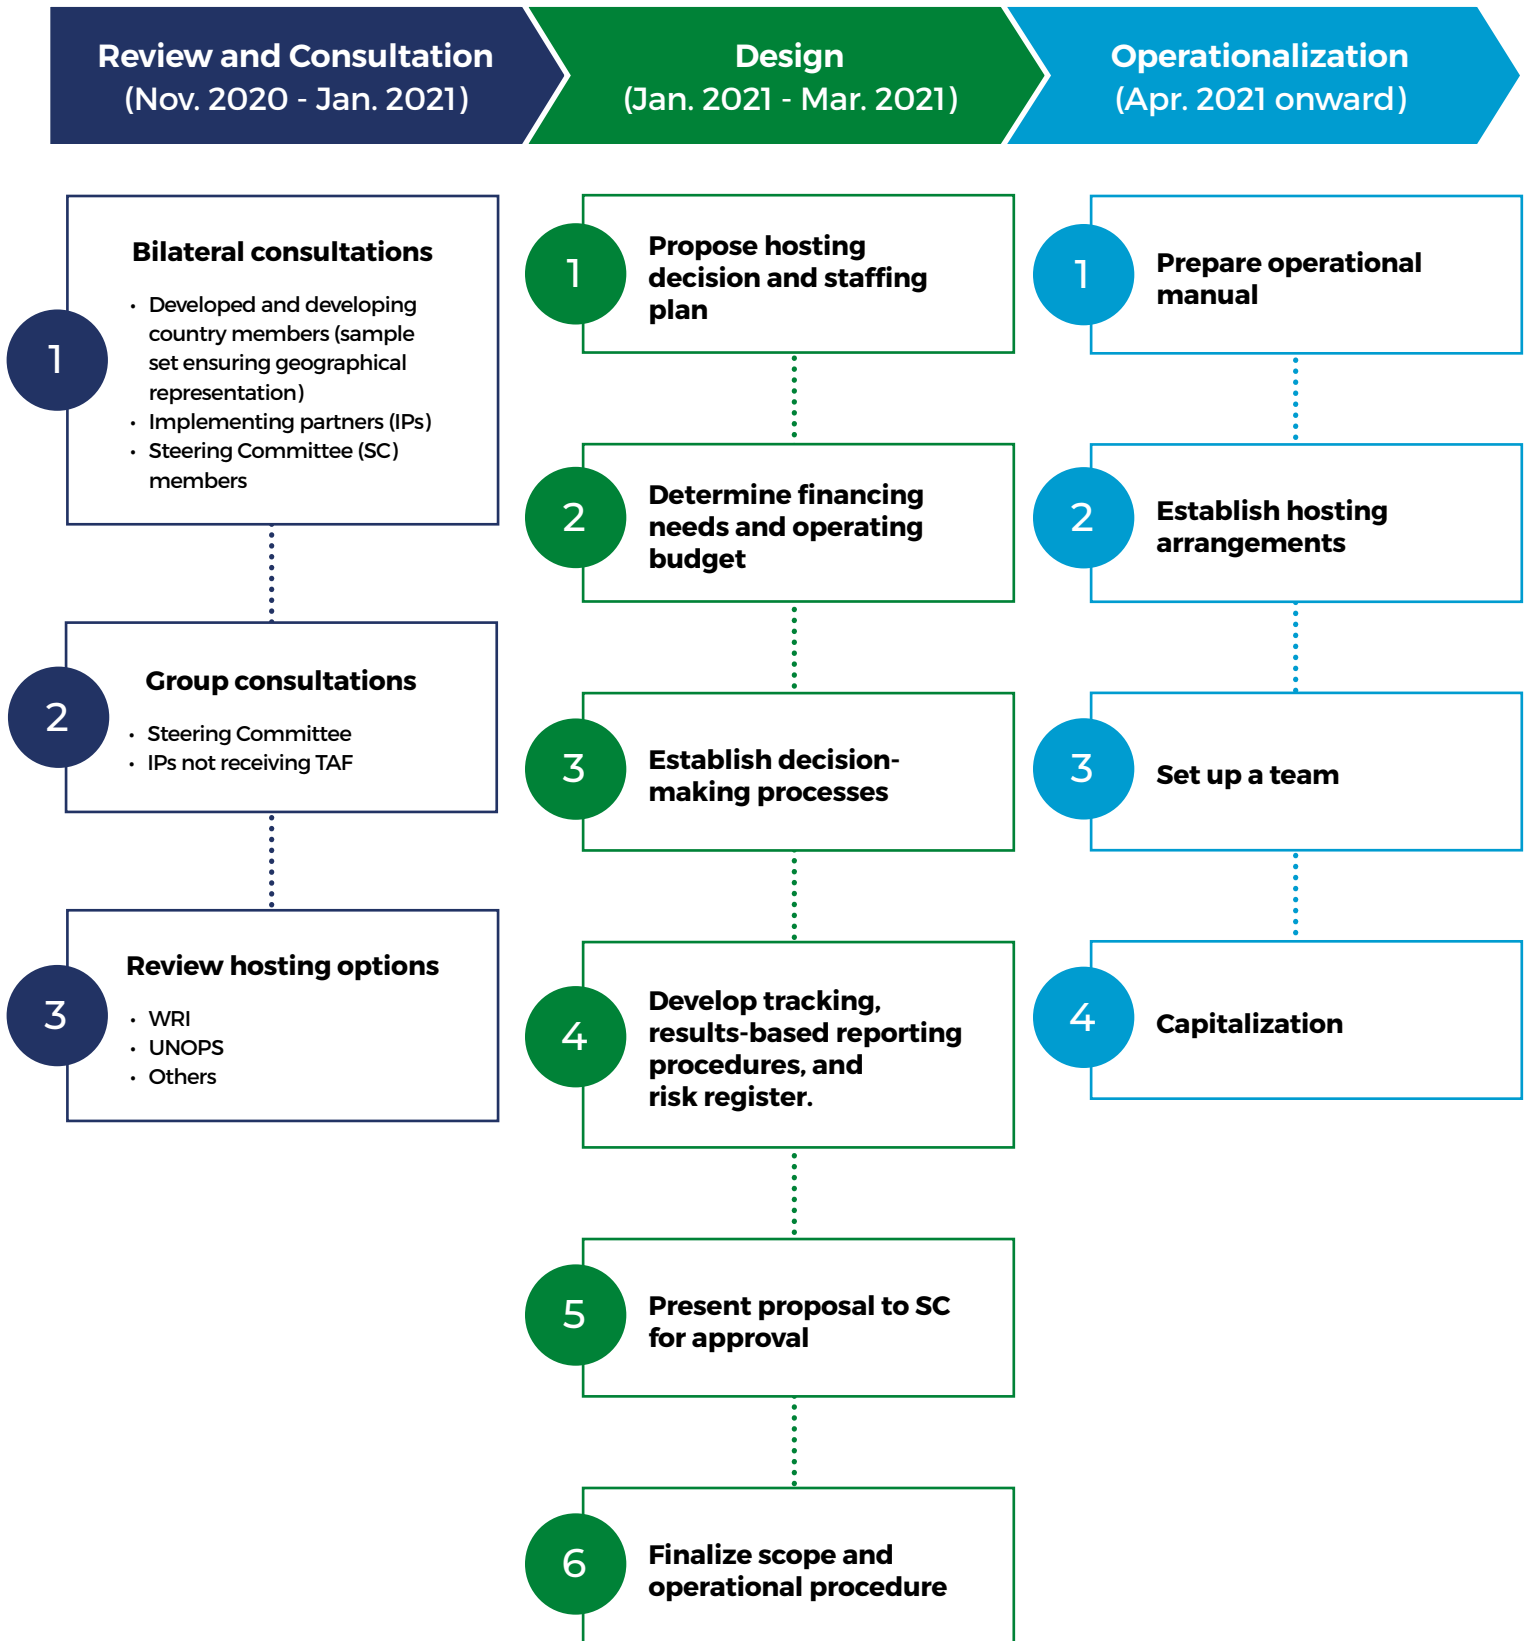 Review and Consultation
(Nov. 2020 - Jan. 2021)
Design
(Jan. 2021 - Mar. 2021)
Operationalization
(Apr. 2021 onward)
1
Bilateral consultations
• Developed and developing
country members (sample
set ensuring geographical
representation)
• Implementing partners (IPs)
• Steering Committee (SC)
members
2
Group consultations
• Steering Committee
• IPs not receiving TAF
3
Review hosting options
• WRI
• UNOPS
• Others
1
Propose hosting
decision and staffing
plan
2
Determine financing
needs and operating
budget
3
Establish decision-
making processes
4
Develop tracking,
results-based reporting
procedures, and
risk register.
5
Present proposal to SC
for approval
6
Finalize scope and
operational procedure
1
Prepare operational
manual
2
Establish hosting
arrangements
3
Set up a team
4
Capitalization